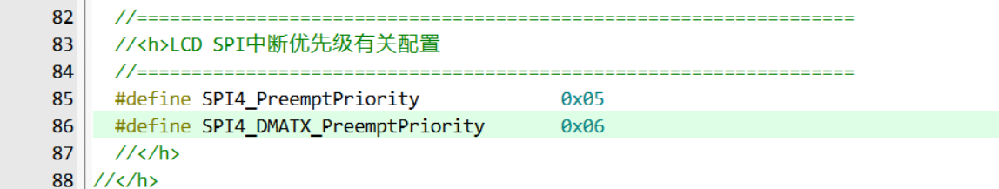 82 //==================================================================
83 //<h>LCD SPI中断优先级有关配置
84 //==================================================================
85 #define SPI4_PreemptPriority 0x05
86 #define SPI4_DMATX_PreemptPriority 0x06
87 //</h>
88 //</h>